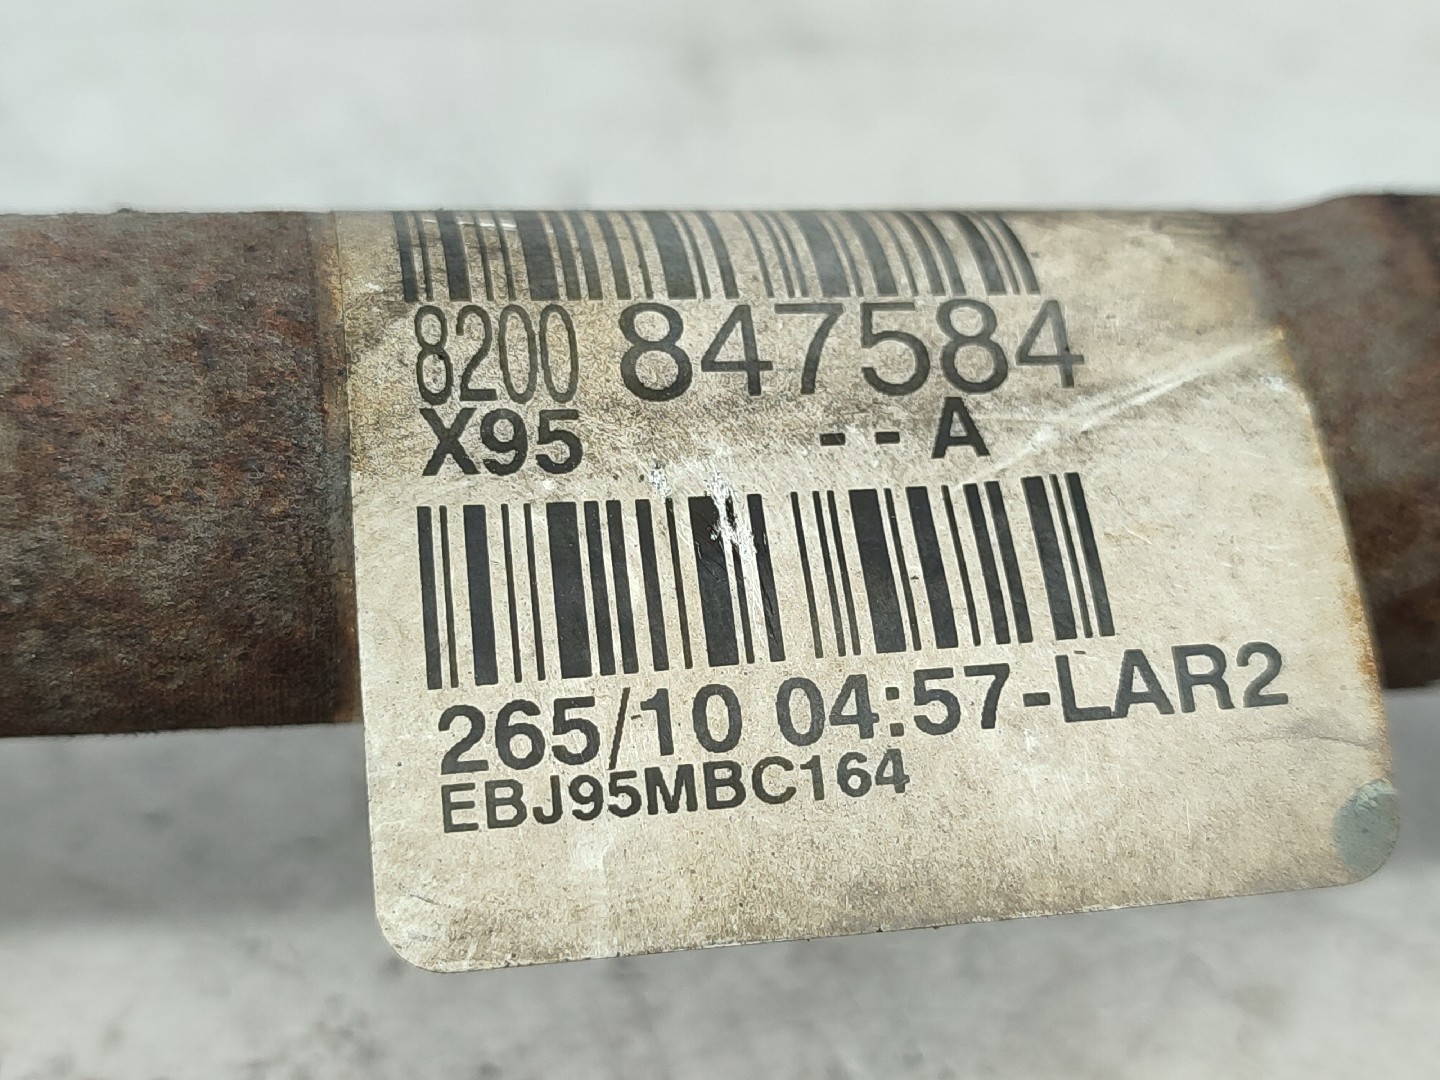 8200 847584
X95 -- A
265/10 04:57-LAR2
EBJ95MBC164